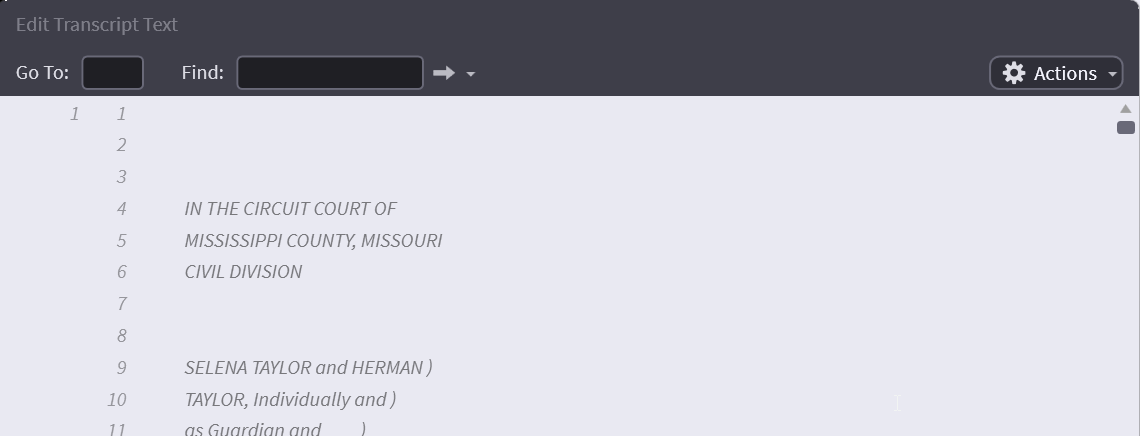 Edit Transcript Text
Go To: Find: Actions
1 1
2
3
4 IN THE CIRCUIT COURT OF
5 MISSISSIPPI COUNTY, MISSOURI
6 CIVIL DIVISION
7
8
9 SELENA TAYLOR and HERMAN )
10 TAYLOR, Individually and )
11 as Guardian and )